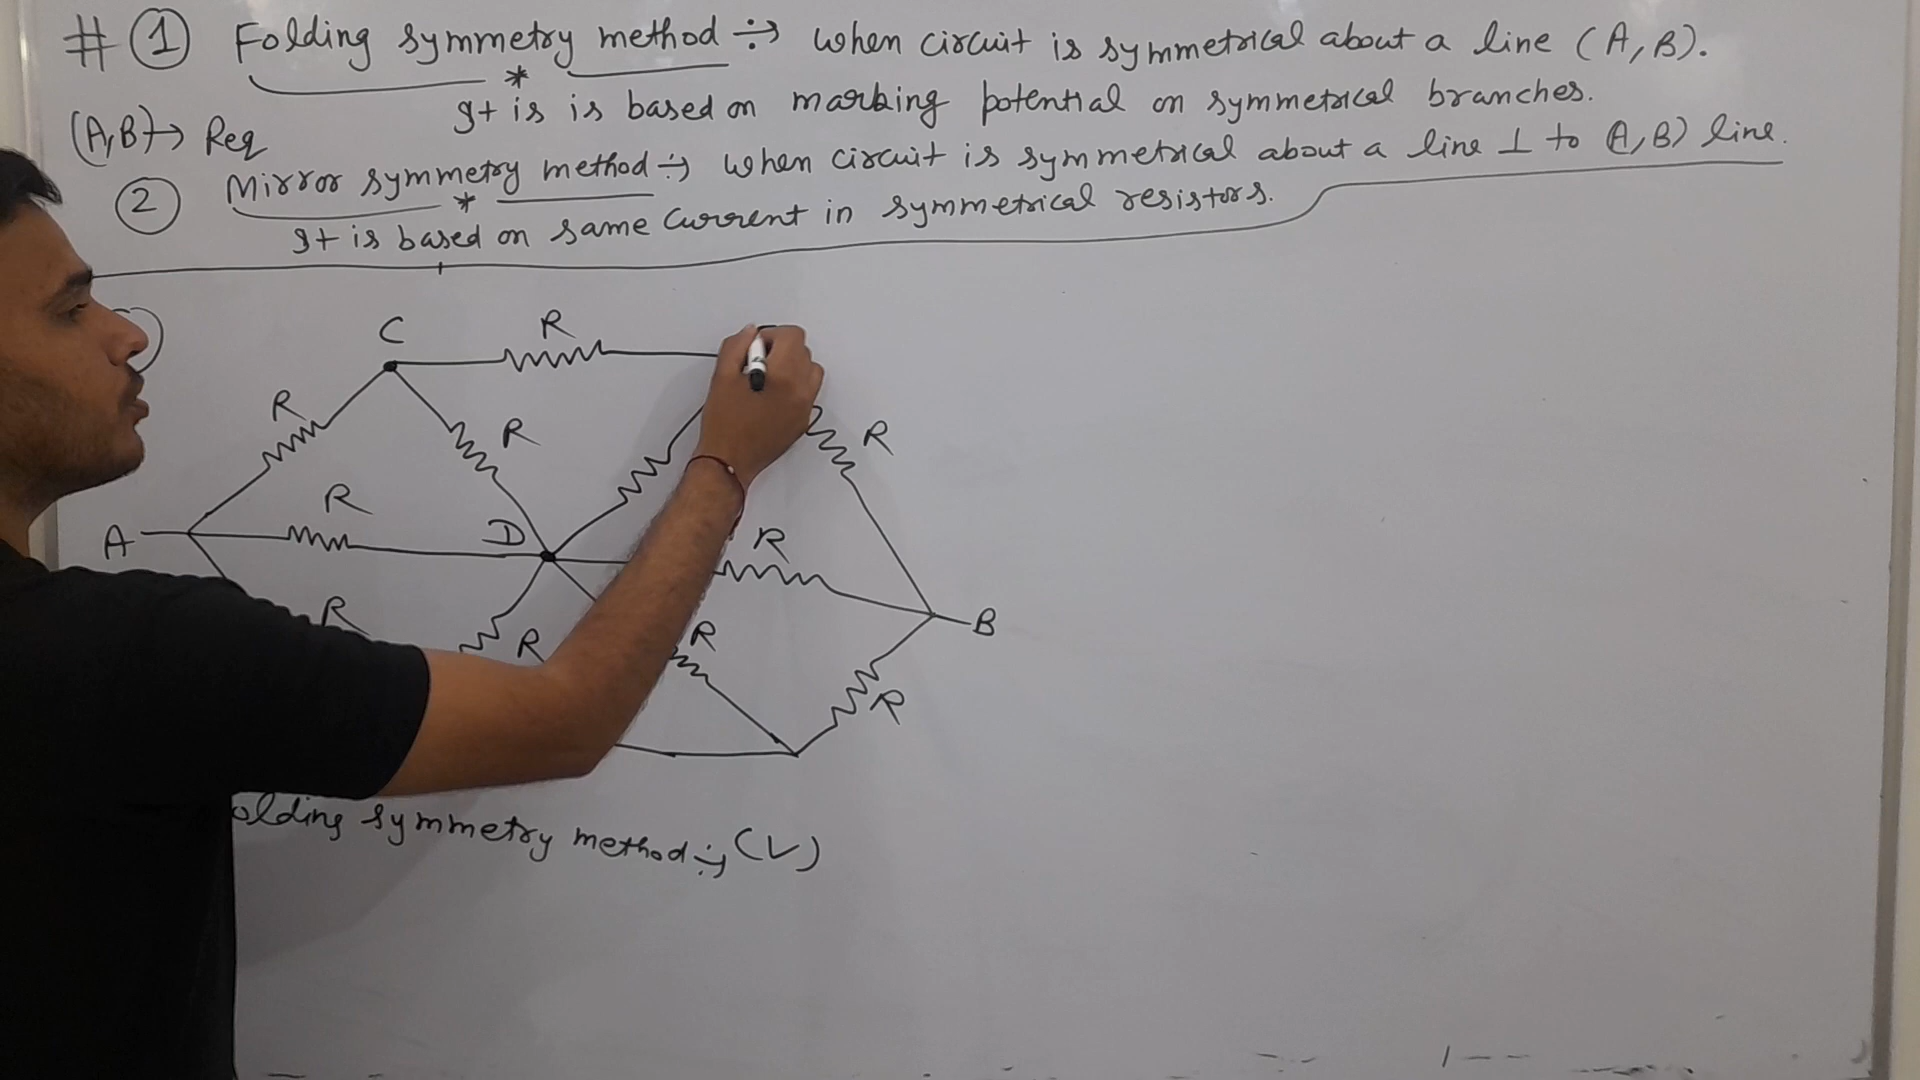 # ① Folding symmetry method ÷→ when circuit is symmetrical about a line (A, B).
* It is is based on marking potential on symmetrical branches.
(A,B)→ Req
② Mirror symmetry method ÷) when circuit is symmetrical about a line ⊥ to (A, B) line.
* It is based on same current in symmetrical resistors.
C R
R R R
R
A D R
R R R B
R
olding symmetry method ÷) (L)